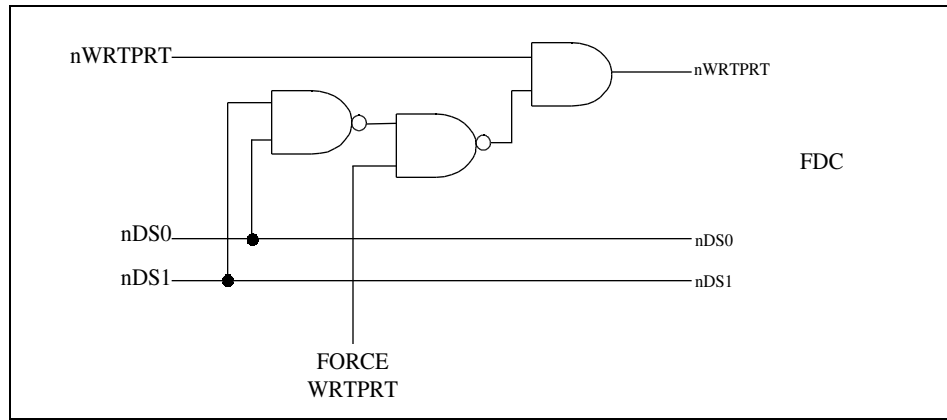 nWRTPRT
nWRTPRT
FDC
nDS0
nDS0
nDS1
nDS1
FORCE
WRTPRT